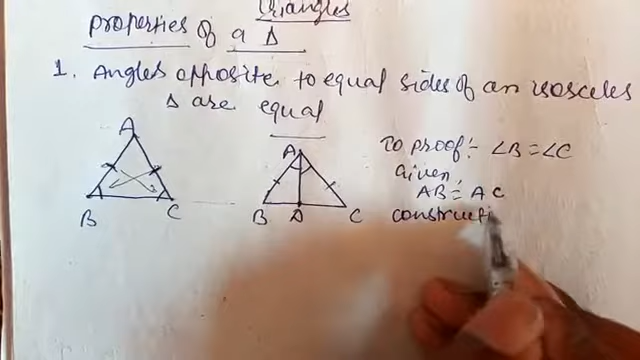 Triangles
Properties of a Δ
1. Angles opposite to equal sides of an isosceles
Δ are equal
A
B
C
A
B
D
C
To proof:- ∠B = ∠C
Given,
AB = AC
constructi